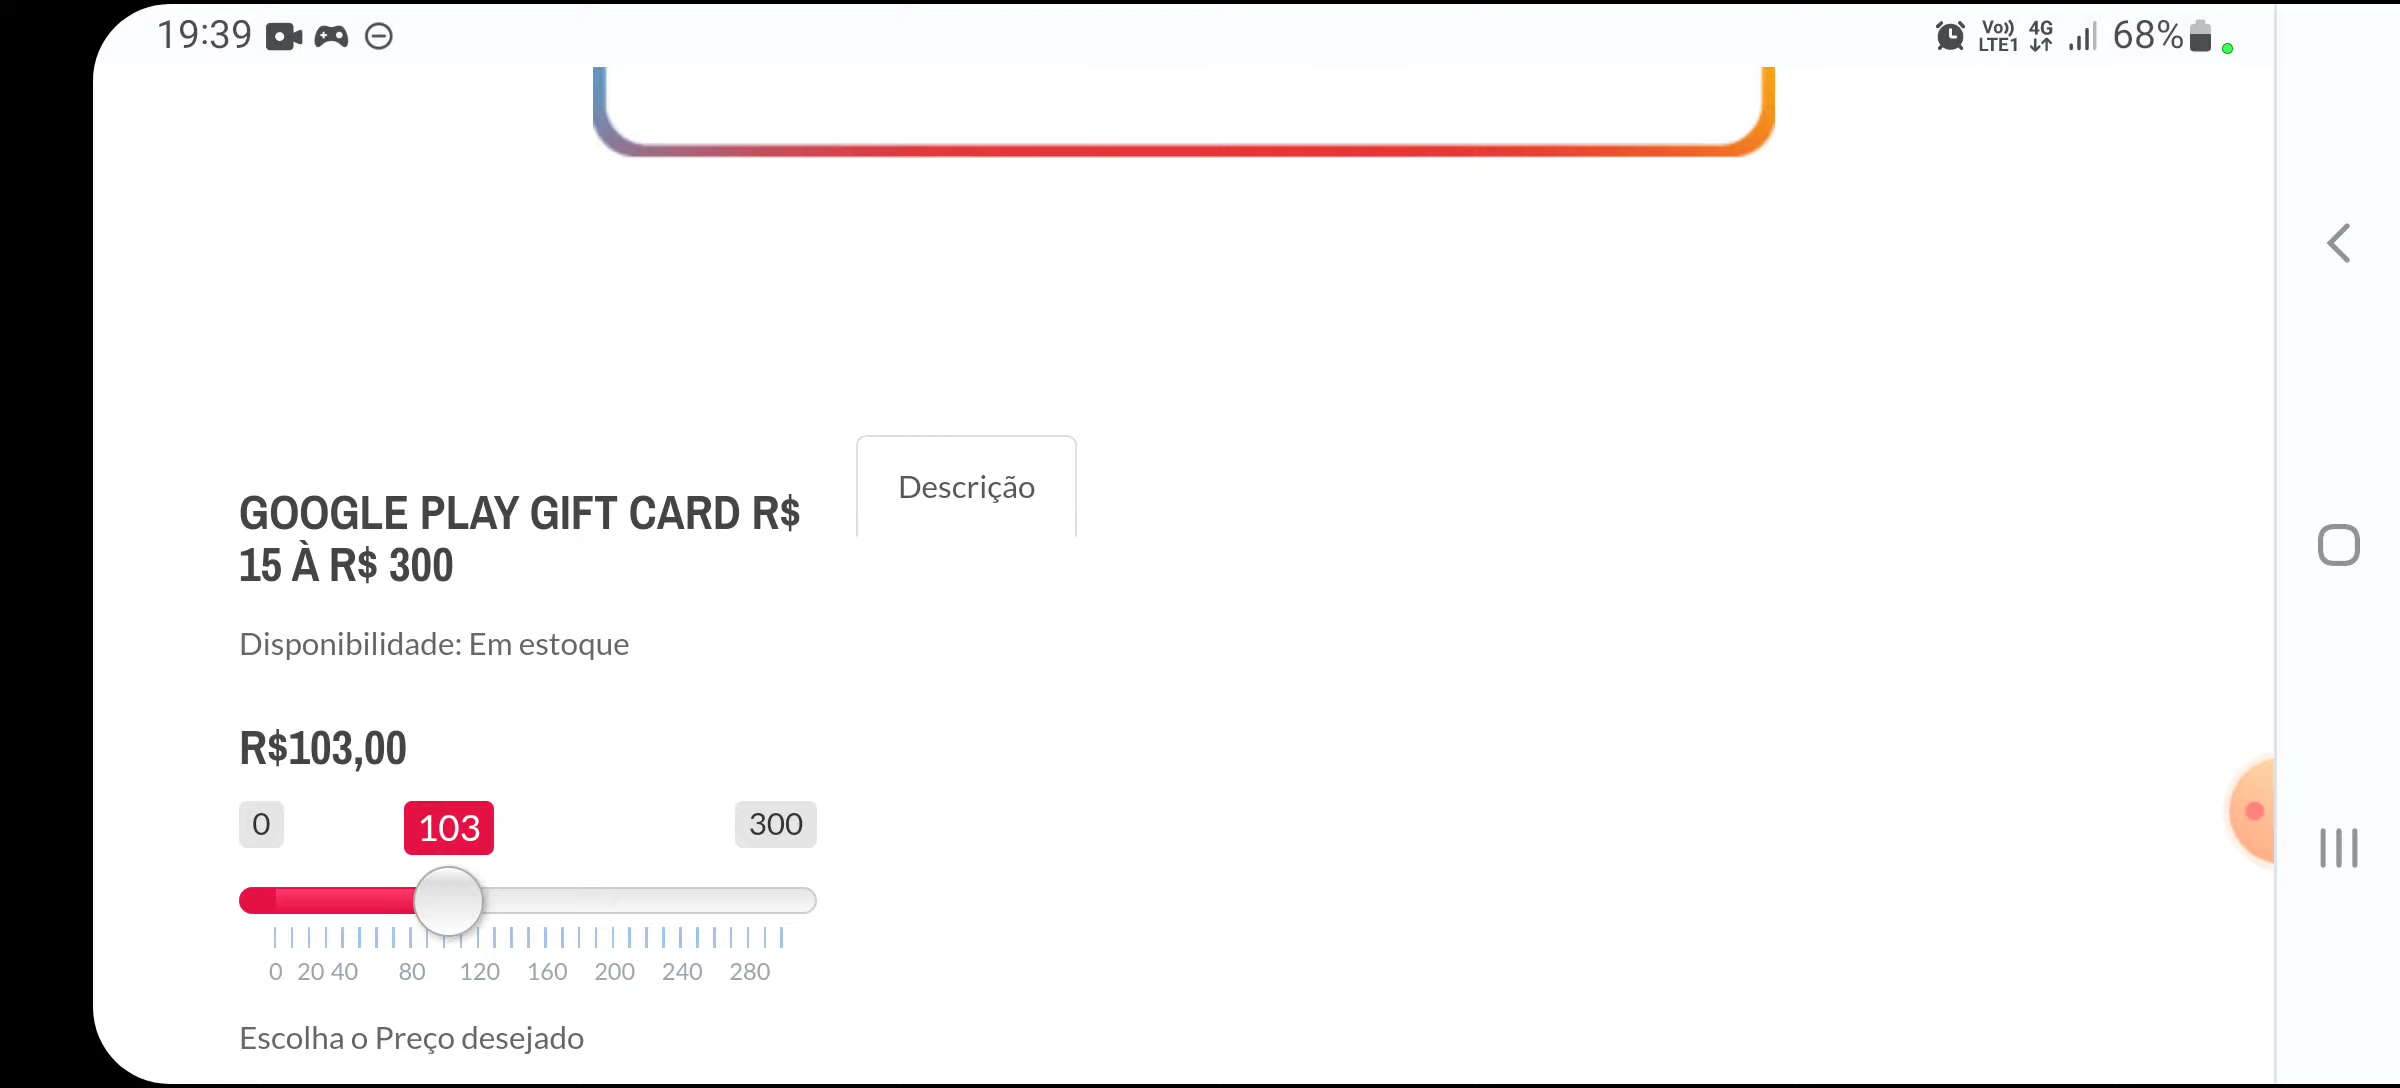 19:39
Vo)) LTE1 4G 68%
Descrição
GOOGLE PLAY GIFT CARD R$
15 À R$ 300
Disponibilidade: Em estoque
R$103,00
0 103 300
0 20 40 80 120 160 200 240 280
Escolha o Preço desejado